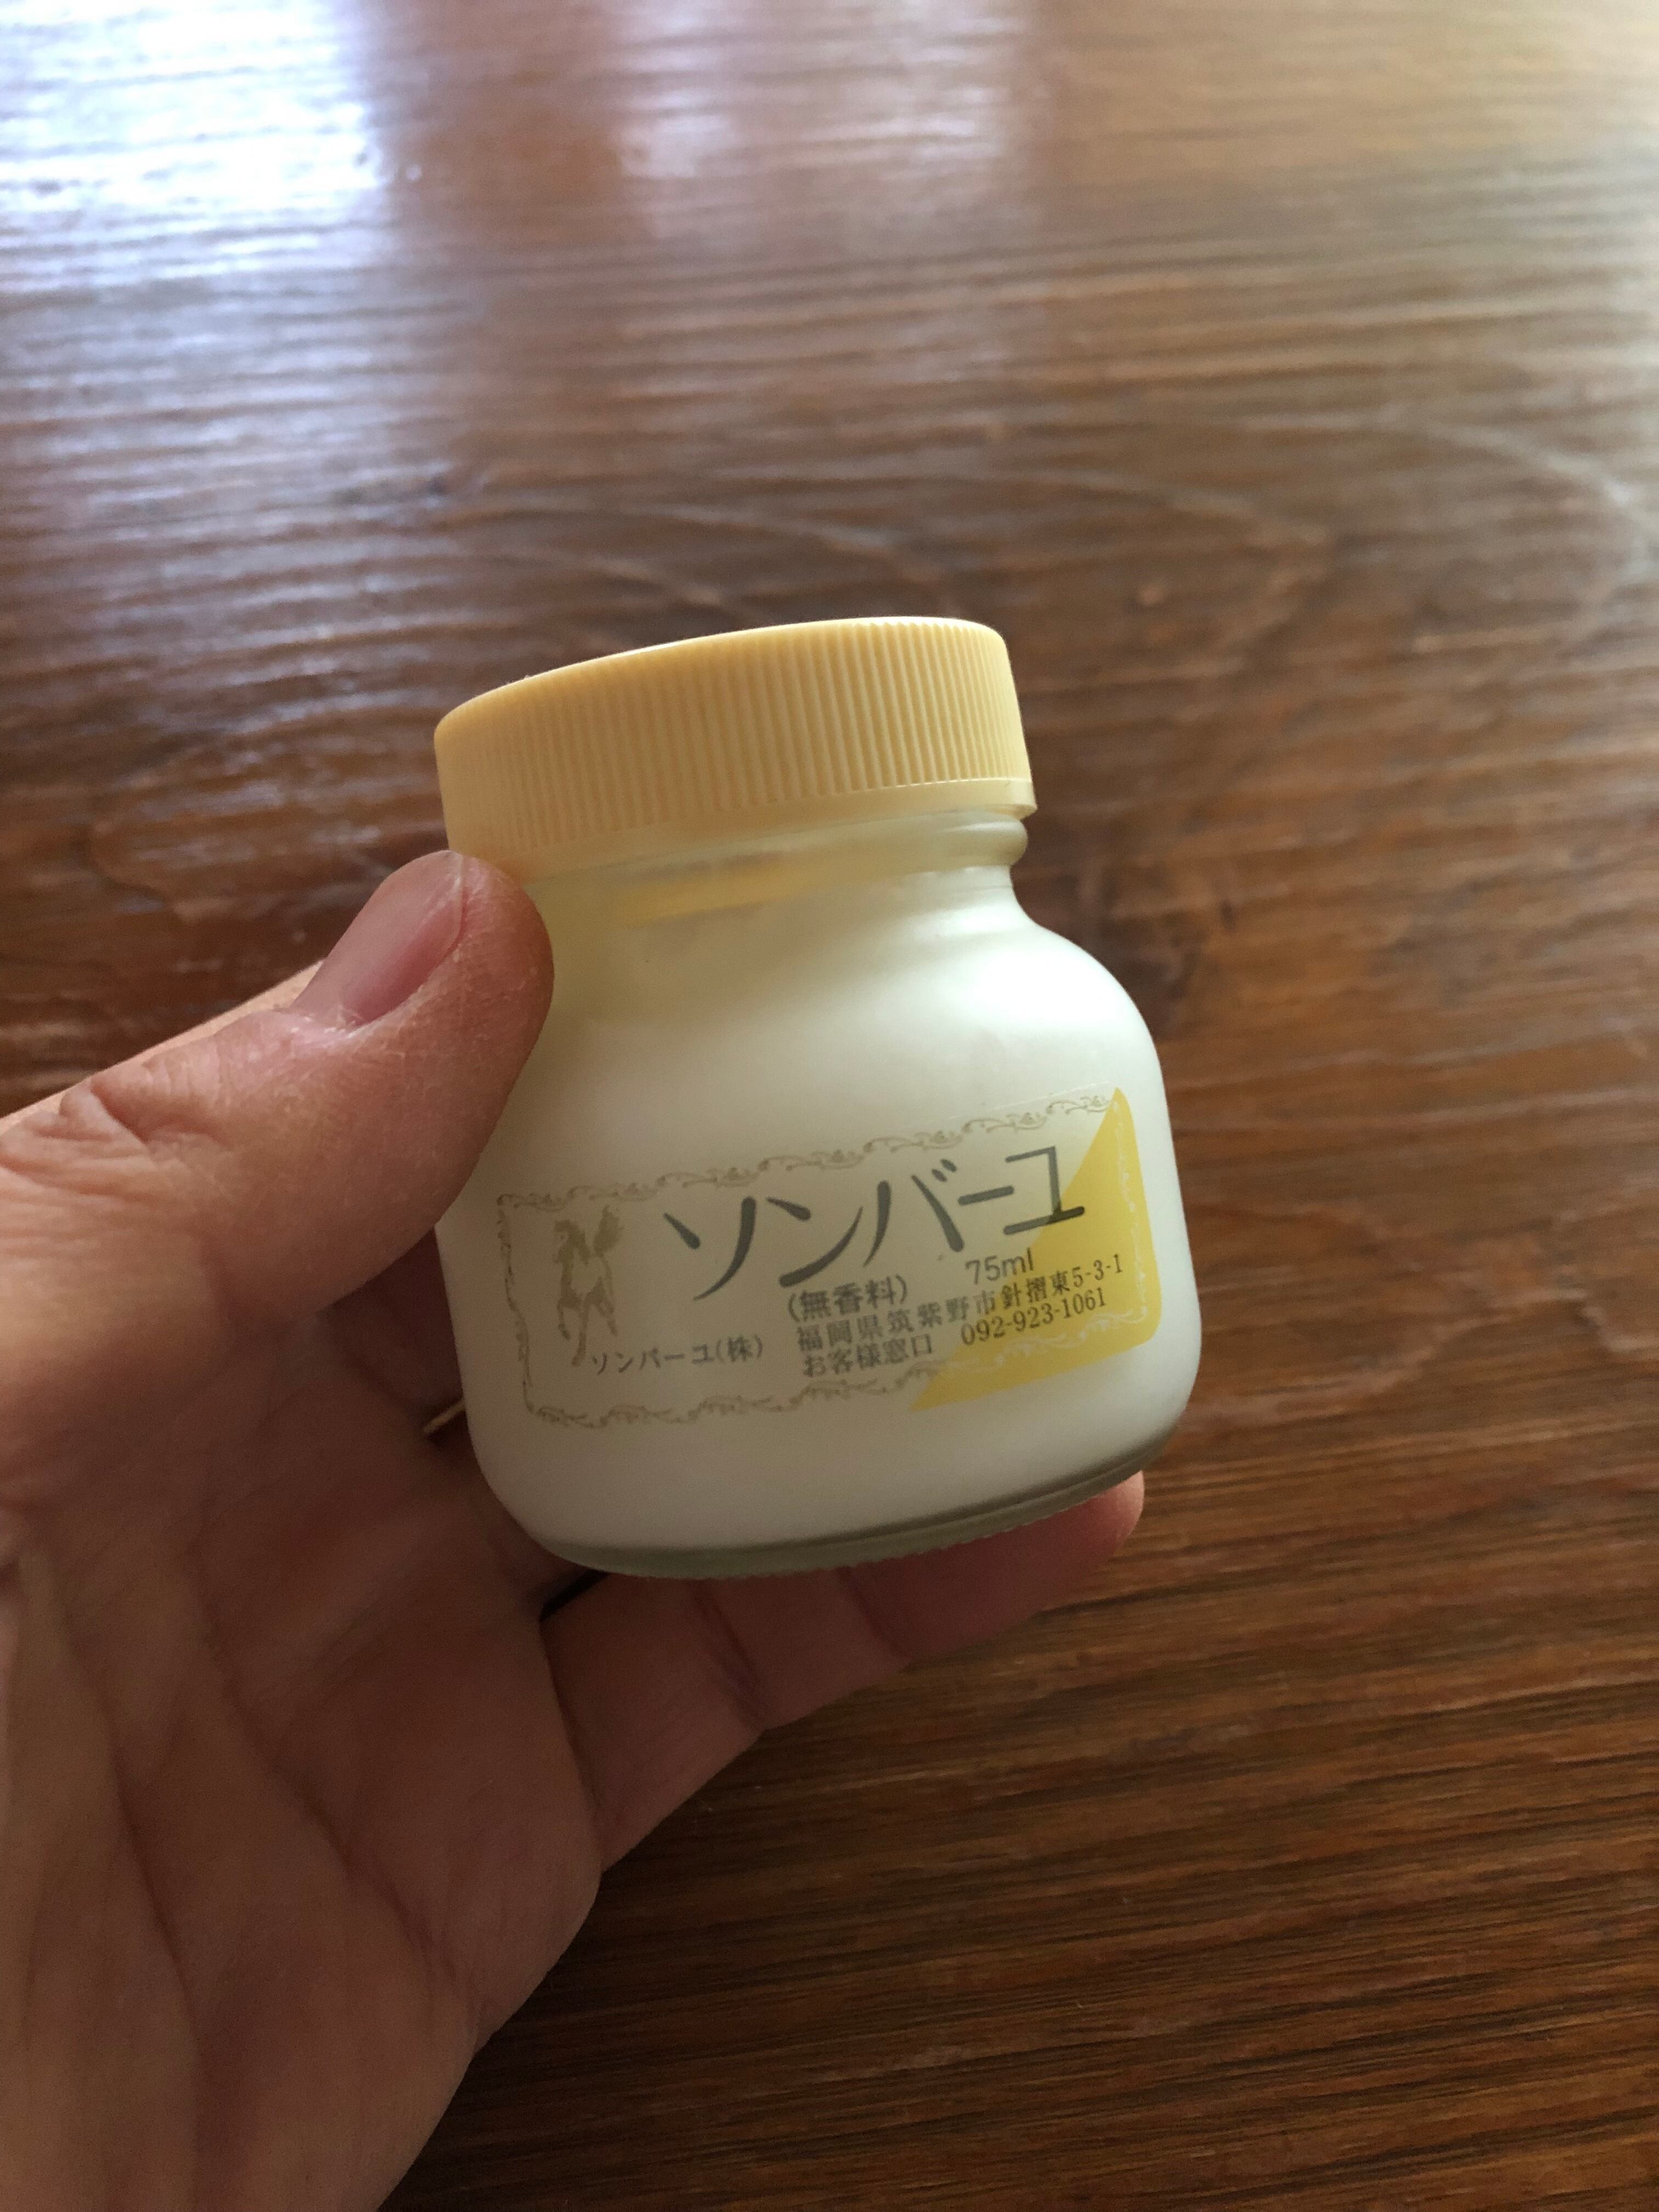 ソンバーユ
(無香料) 75ml
福岡県筑紫野市針摺東5-3-1
ソンバーユ(株) お客様窓口 092-923-1061